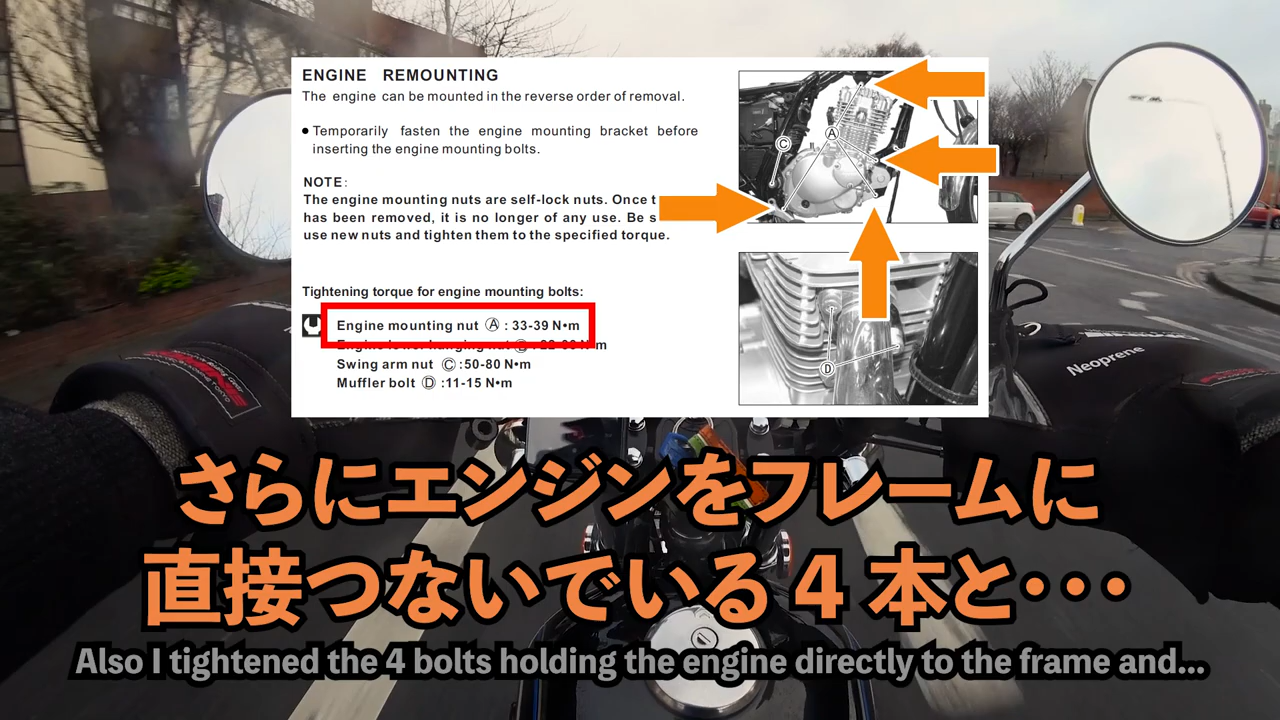 ENGINE REMOUNTING
The engine can be mounted in the reverse order of removal.
● Temporarily fasten the engine mounting bracket before
inserting the engine mounting bolts.
NOTE:
The engine mounting nuts are self-lock nuts. Once
has been removed, it is no longer of any use. Be
use new nuts and tighten them to the specified torque.
Tightening torque for engine mounting bolts:
Engine mounting nut Ⓐ : 33-39 N•m
Swing arm nut Ⓒ :50-80 N•m
Muffler bolt Ⓓ :11-15 N•m
Ⓐ
Ⓒ
Ⓓ
Neoprene
さらにエンジンをフレームに
直接つないでいる4本と・・・
Also I tightened the 4 bolts holding the engine directly to the frame and...